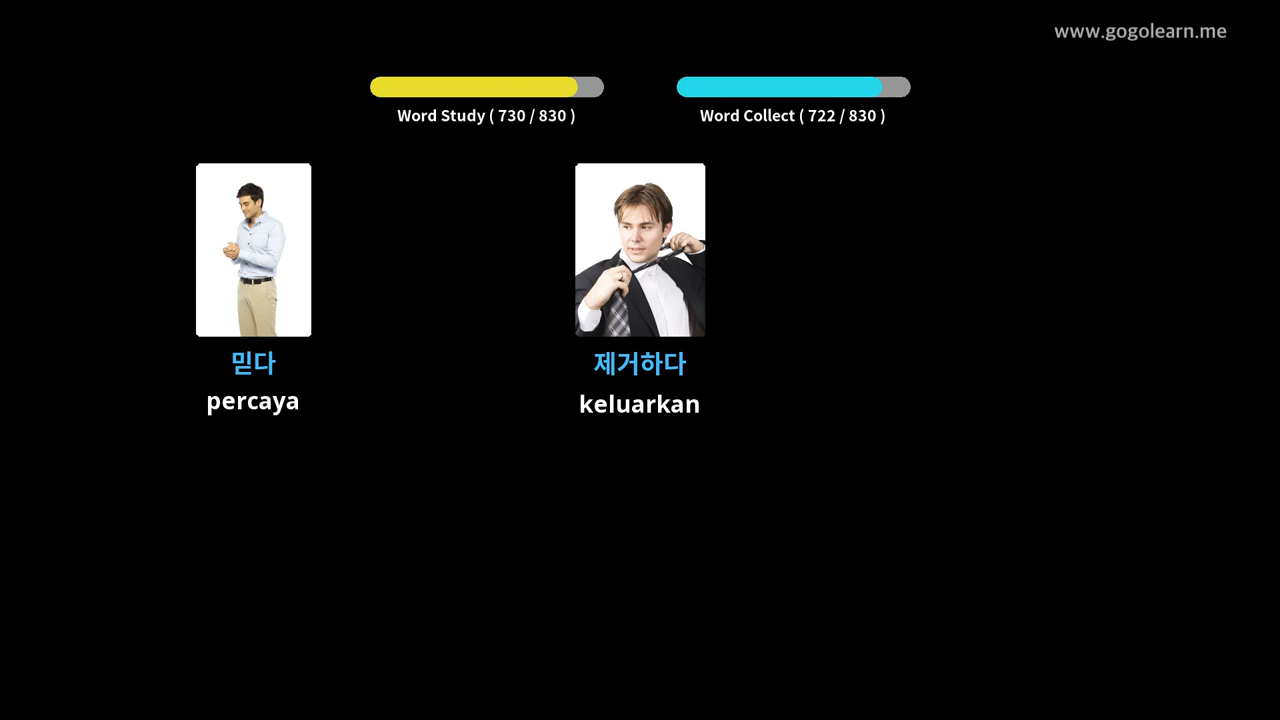 www.gogolearn.me
Word Study ( 730 / 830 )
Word Collect ( 722 / 830 )
믿다
percaya
제거하다
keluarkan